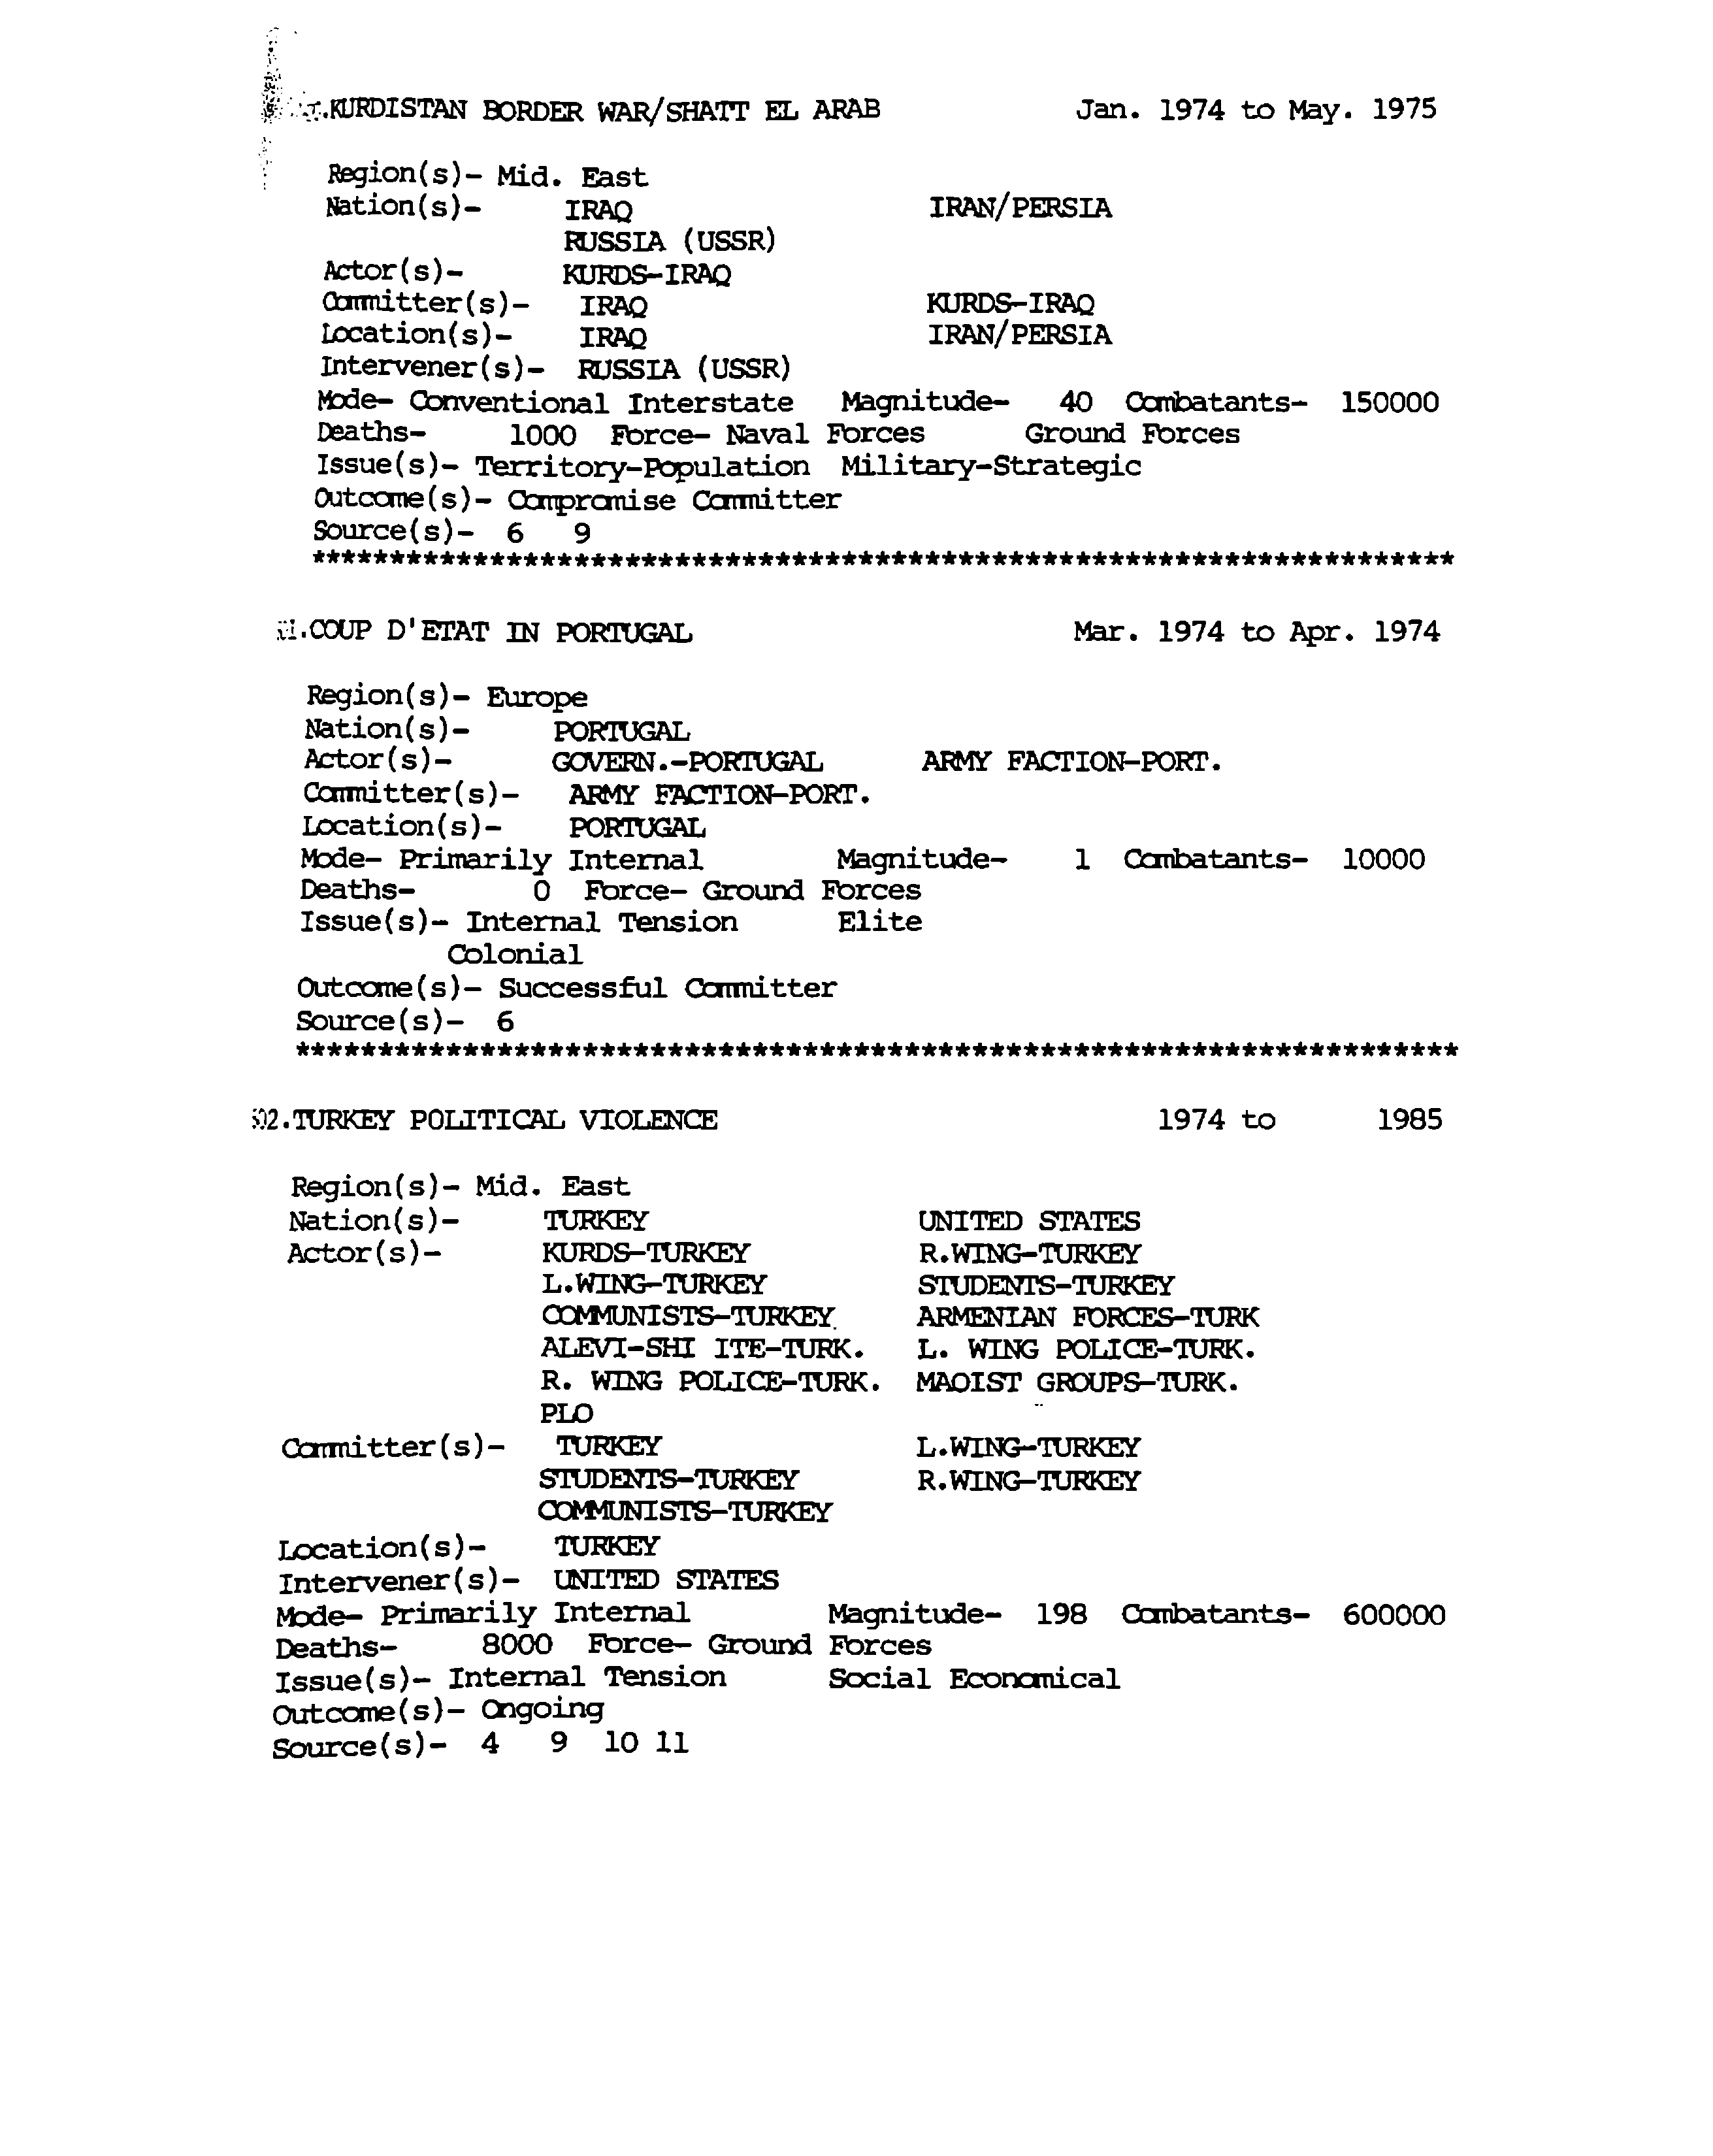 .KURDISTAN BORDER WAR/SHATT EL ARAB Jan. 1974 to May. 1975
Region(s)- Mid. East
Nation(s)- IRAQ IRAN/PERSIA
RUSSIA (USSR)
Actor(s)- KURDS-IRAQ
Committer(s)- IRAQ KURDS-IRAQ
Location(s)- IRAQ IRAN/PERSIA
Intervener(s)- RUSSIA (USSR)
Mode- Conventional Interstate Magnitude- 40 Combatants- 150000
Deaths- 1000 Force- Naval Forces Ground Forces
Issue(s)- Territory-Population Military-Strategic
Outcome(s)- Compromise Committer
Source(s)- 6 9
*********************************************************************
.COUP D'ETAT IN PORTUGAL Mar. 1974 to Apr. 1974
Region(s)- Europe
Nation(s)- PORTUGAL
Actor(s)- GOVERN.-PORTUGAL ARMY FACTION-PORT.
Committer(s)- ARMY FACTION-PORT.
Location(s)- PORTUGAL
Mode- Primarily Internal Magnitude- 1 Combatants- 10000
Deaths- 0 Force- Ground Forces
Issue(s)- Internal Tension Elite
Colonial
Outcome(s)- Successful Committer
Source(s)- 6
*********************************************************************
02.TURKEY POLITICAL VIOLENCE 1974 to 1985
Region(s)- Mid. East
Nation(s)- TURKEY UNITED STATES
Actor(s)- KURDS-TURKEY R.WING-TURKEY
L.WING-TURKEY STUDENTS-TURKEY
COMMUNISTS-TURKEY ARMENIAN FORCES-TURK
ALEVI-SHI ITE-TURK. L. WING POLICE-TURK.
R. WING POLICE-TURK. MAOIST GROUPS-TURK.
PLO
Committer(s)- TURKEY L.WING-TURKEY
STUDENTS-TURKEY R.WING-TURKEY
COMMUNISTS-TURKEY
Location(s)- TURKEY
Intervener(s)- UNITED STATES
Mode- Primarily Internal Magnitude- 198 Combatants- 600000
Deaths- 8000 Force- Ground Forces
Issue(s)- Internal Tension Social Economical
Outcome(s)- Ongoing
Source(s)- 4 9 10 11